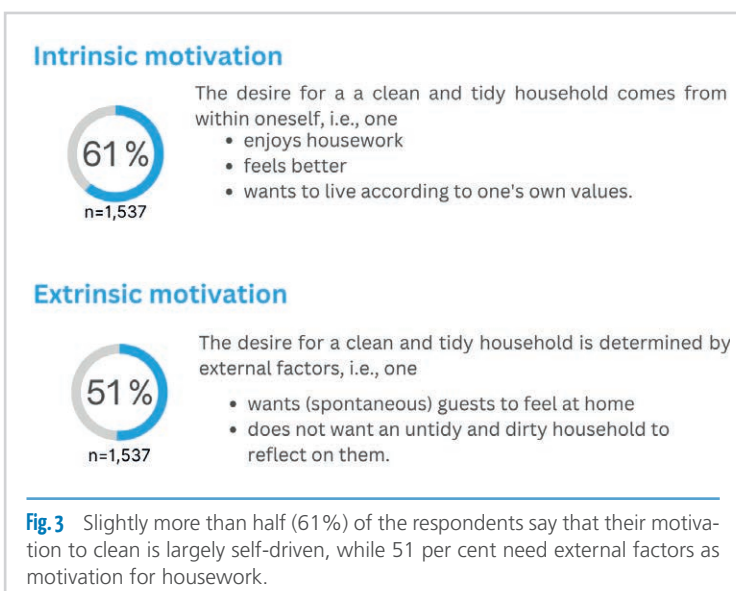 Intrinsic motivation
The desire for a a clean and tidy household comes from
within oneself, i.e., one
• enjoys housework
• feels better
• wants to live according to one's own values.
61 %
n=1,537
Extrinsic motivation
The desire for a clean and tidy household is determined by
external factors, i.e., one
• wants (spontaneous) guests to feel at home
• does not want an untidy and dirty household to
reflect on them.
51 %
n=1,537
Fig. 3 Slightly more than half (61%) of the respondents say that their motiva-
tion to clean is largely self-driven, while 51 per cent need external factors as
motivation for housework.